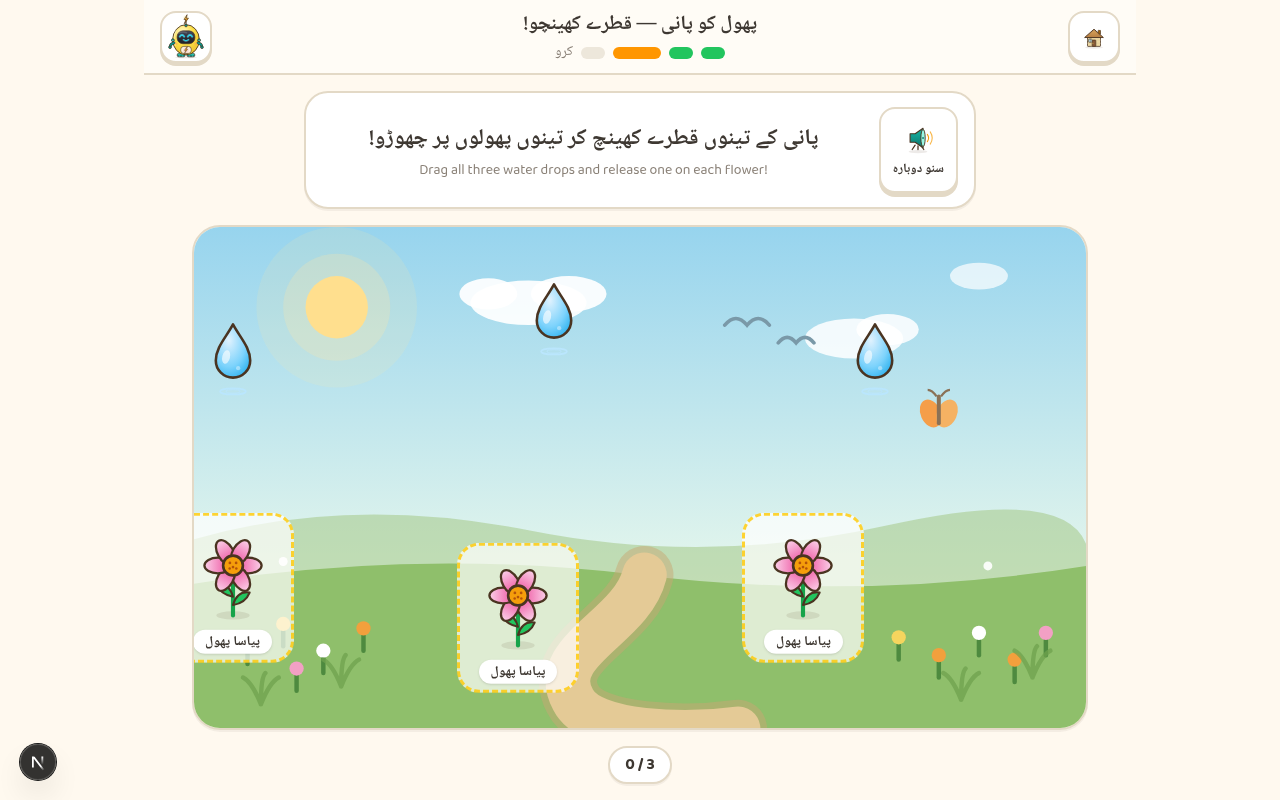 پھول کو پانی — قطرے کھینچو!
کرو
پانی کے تینوں قطرے کھینچ کر تینوں پھولوں پر چھوڑو!
Drag all three water drops and release one on each flower!
سنو دوبارہ
پیاسا پھول
پیاسا پھول
پیاسا پھول
0 / 3
N